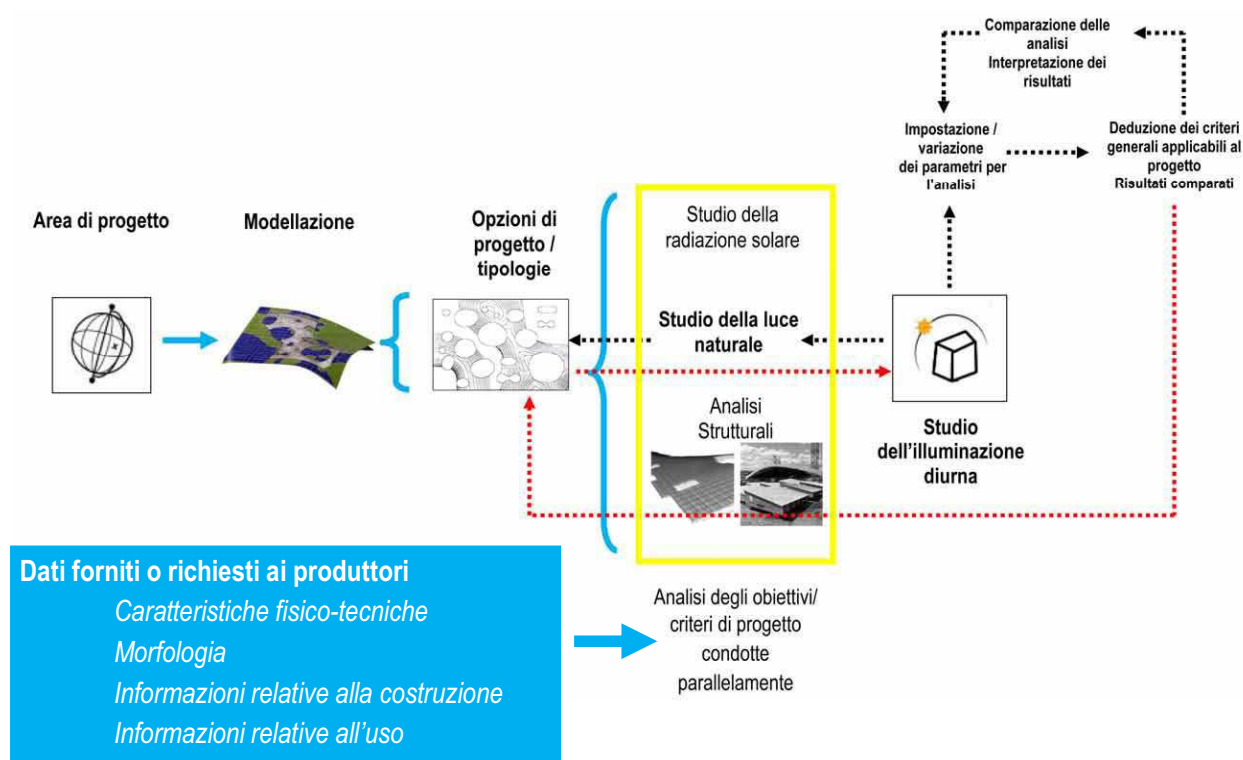 Comparazione delle
analisi
Interpretazione dei
risultati
Impostazione /
variazione
dei parametri per
l'analisi
Deduzione dei criteri
generali applicabili al
progetto
Risultati comparati
Area di progetto
Modellazione
Opzioni di
progetto /
tipologie
Studio della
radiazione solare
Studio della luce
naturale
Analisi
Strutturali
Studio
dell'illuminazione
diurna
Dati forniti o richiesti ai produttori
Caratteristiche fisico-tecniche
Morfologia
Informazioni relative alla costruzione
Informazioni relative all'uso
Analisi degli obiettivi/
criteri di progetto
condotte
parallelamente